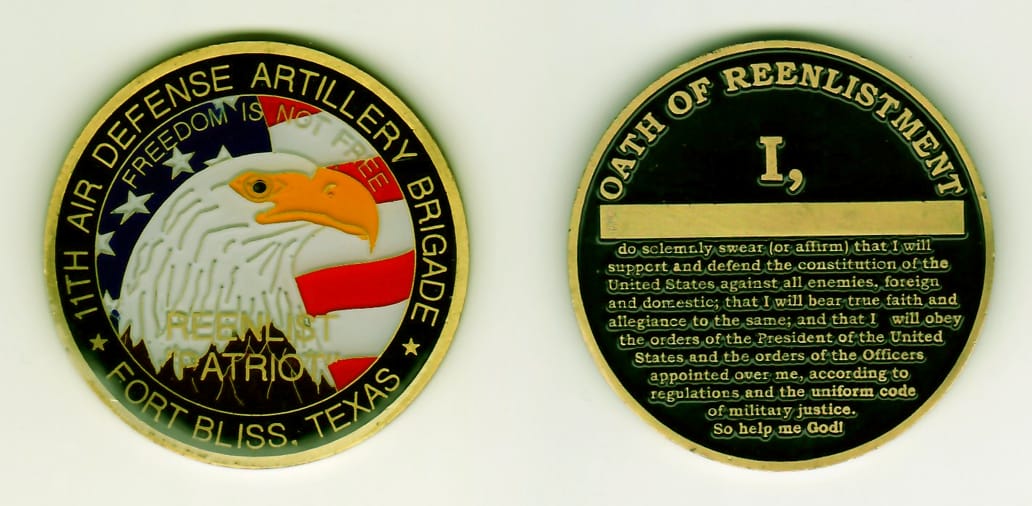 11TH AIR DEFENSE ARTILLERY BRIGADE
FREEDOM IS NOT FREE
REENLIST
"PATRIOT"
★ FORT BLISS, TEXAS ★
OATH OF REENLISTMENT
I,
do solemnly swear (or affirm) that I will
support and defend the constitution of the
United States against all enemies, foreign
and domestic; that I will bear true faith and
allegiance to the same; and that I will obey
the orders of the President of the United
States and the orders of the Officers
appointed over me, according to
regulations and the uniform code
of military justice.
So help me God!